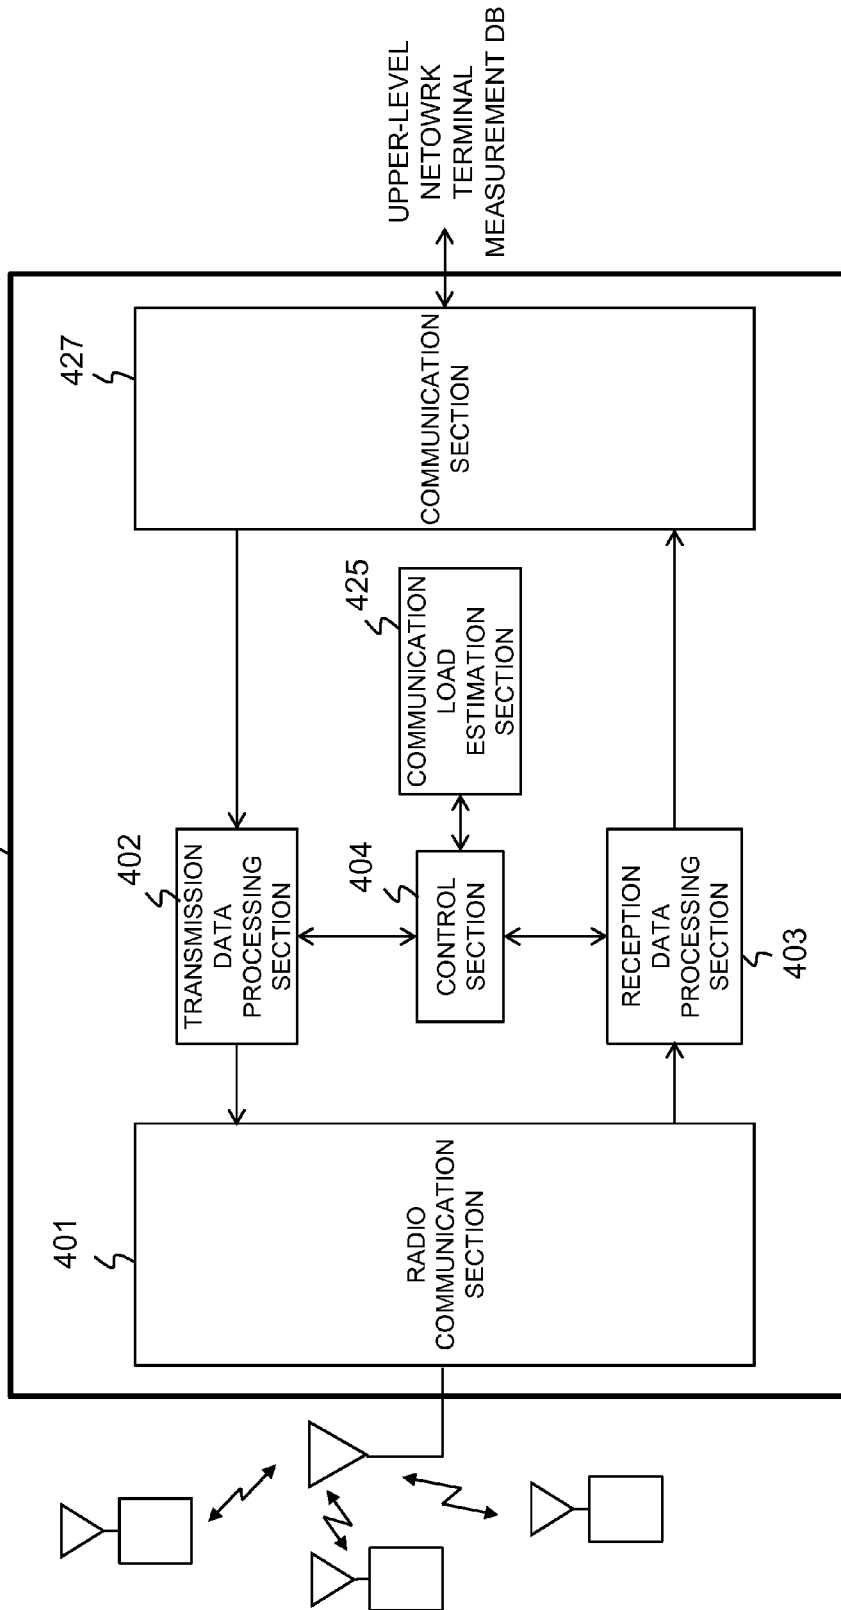 401
RADIO
COMMUNICATION
SECTION
402
TRANSMISSION
DATA
PROCESSING
SECTION
404
CONTROL
SECTION
RECEPTION
DATA
PROCESSING
SECTION
403
425
COMMUNICATION
LOAD
ESTIMATION
SECTION
427
COMMUNICATION
SECTION
UPPER-LEVEL
NETOWRK
TERMINAL
MEASUREMENT DB